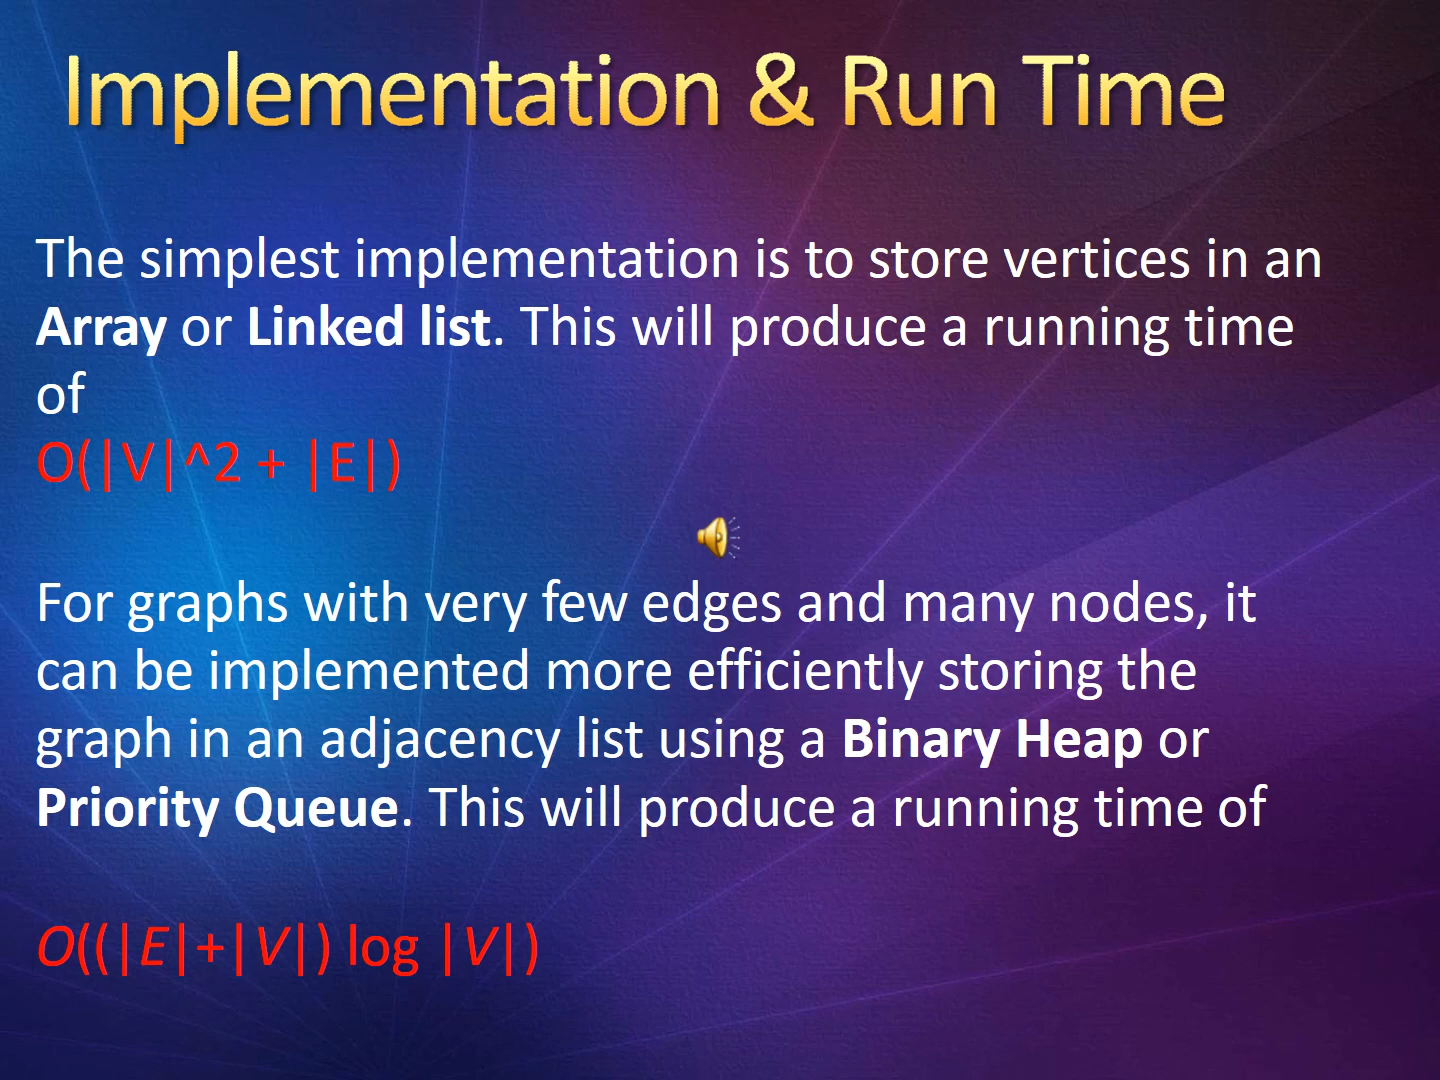 Implementation & Run Time
The simplest implementation is to store vertices in an
Array or Linked list. This will produce a running time
of
O(|V|^2 + |E|)
For graphs with very few edges and many nodes, it
can be implemented more efficiently storing the
graph in an adjacency list using a Binary Heap or
Priority Queue. This will produce a running time of
O((|E|+|V|) log |V|)